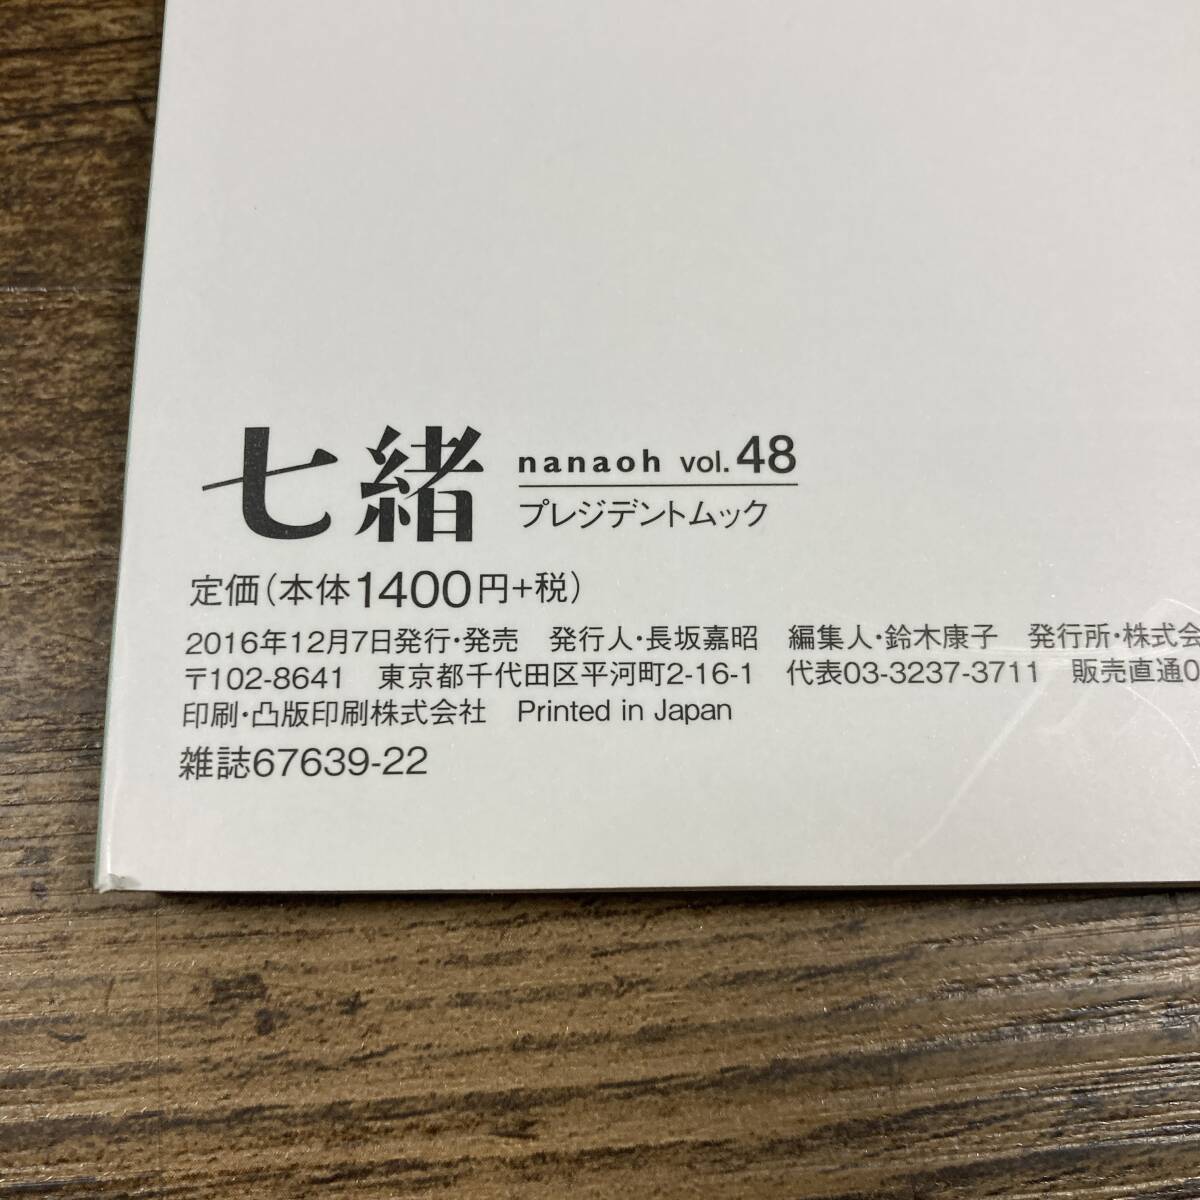 七緒 nanaoh vol. 48
プレジデントムック
定価(本体1400円+税)
2016年12月7日発行・発売 発行人・長坂嘉昭 編集人・鈴木康子 発行所・株式会
〒102-8641 東京都千代田区平河町2-16-1 代表03-3237-3711 販売直通0
印刷・凸版印刷株式会社 Printed in Japan
雑誌67639-22